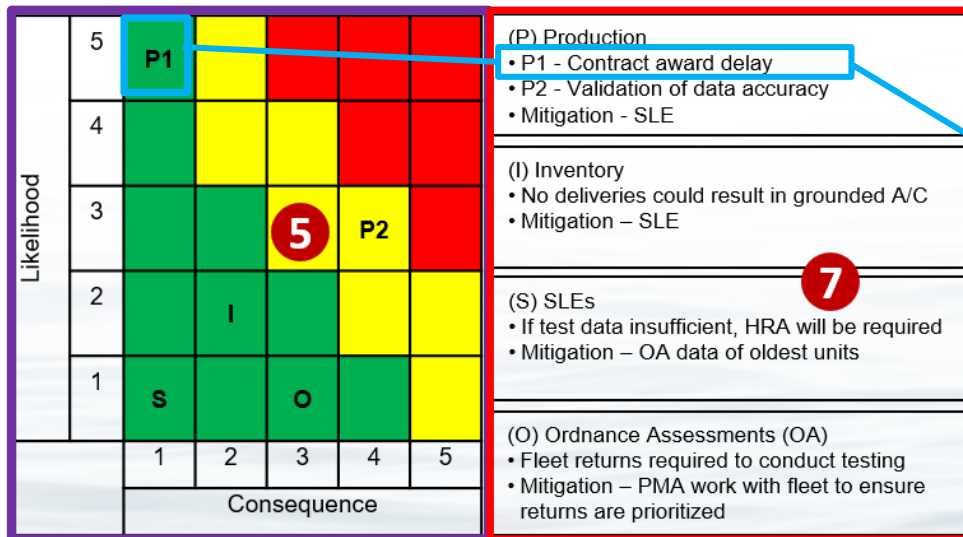 Likelihood
5
P1
4
3
5
P2
2
I
1
S
O
1 2 3 4 5
Consequence
(P) Production
• P1 - Contract award delay
• P2 - Validation of data accuracy
• Mitigation - SLE
(I) Inventory
• No deliveries could result in grounded A/C
• Mitigation – SLE
7
(S) SLEs
• If test data insufficient, HRA will be required
• Mitigation – OA data of oldest units
(O) Ordnance Assessments (OA)
• Fleet returns required to conduct testing
• Mitigation – PMA work with fleet to ensure
returns are prioritized